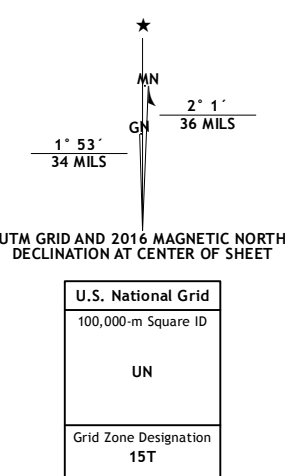 ★
MN
2° 1´
36 MILS
GN
1° 53´
34 MILS
UTM GRID AND 2016 MAGNETIC NORTH
DECLINATION AT CENTER OF SHEET
U.S. National Grid
100,000-m Square ID
UN
Grid Zone Designation
15T